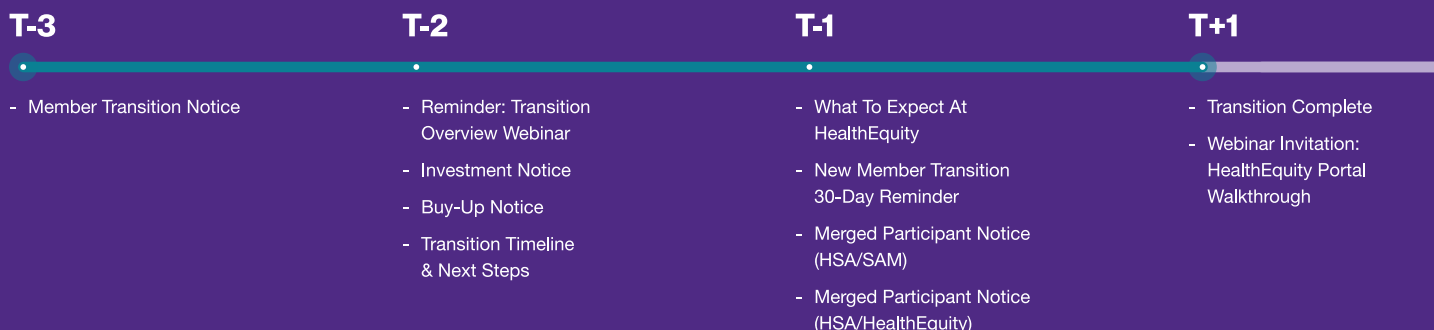 T-3
- Member Transition Notice
T-2
- Reminder: Transition
Overview Webinar
- Investment Notice
- Buy-Up Notice
- Transition Timeline
& Next Steps
T-1
- What To Expect At
HealthEquity
- New Member Transition
30-Day Reminder
- Merged Participant Notice
(HSA/SAM)
- Merged Participant Notice
(HSA/HealthEquity)
T+1
- Transition Complete
- Webinar Invitation:
HealthEquity Portal
Walkthrough